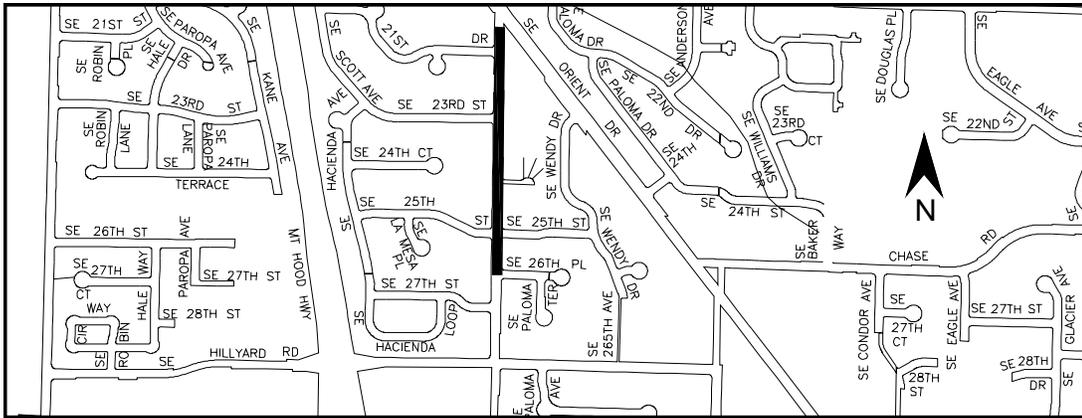 SE 21ST ST
SE PAROPA AVE
SE ROBIN PL
SE HALE DR
SE 23RD ST
SE ROBIN LANE
LANE
SE PAROPA
SE 24TH
TERRACE
KANE AVE
SE
SE 26TH ST
SE 27TH CT
WAY
HALE WAY
PAROPA AVE
SE 27TH ST
SE 28TH ST
CIR
SE ROBIN
SE HILLYARD RD
MT HOOD HWY
SE
21ST DR
SCOTT AVE
SE 23RD ST
HACIENDA AVE
SE 24TH CT
SE 25TH ST
SE LA MESA PL
SE
SE 27TH ST
SE
LOOP
HACIENDA
SE ORIENT DR
SE WENDY DR
SE 25TH ST
SE WENDY DR
SE 26TH PL
SE PALOMA TER
SE 265TH AVE
SE PALOMA AVE
SE PALOMA DR
SE PALOMA DR
SE 22ND DR
SE 24TH
SE ANDERSON AVE
SE WILLIAMS DR
SE 23RD CT
SE 24TH ST
SE BAKER WAY
SE DOUGLAS PL
SE
EAGLE AVE
SE 22ND ST
N
CHASE RD
SE CONDOR AVE
SE 27TH CT
SE EAGLE AVE
28TH ST
SE 27TH ST
SE 28TH DR
SE GLACIER AVE